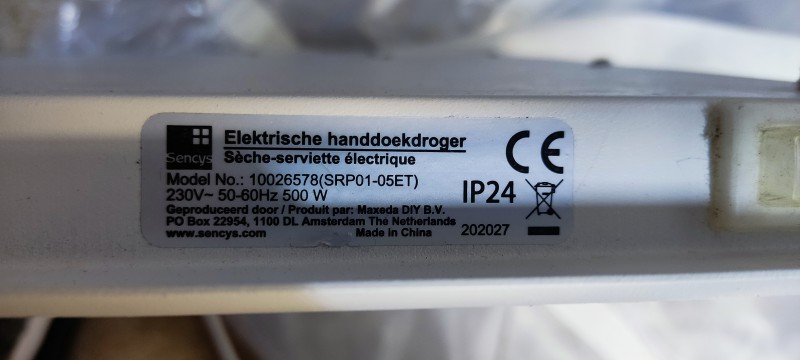 Sencys
Elektrische handdoekdroger
Sèche-serviette électrique
Model No.: 10026578(SRP01-05ET)
230V~ 50-60Hz 500 W
Geproduceerd door / Produit par: Maxeda DIY B.V.
PO Box 22954, 1100 DL Amsterdam The Netherlands
www.sencys.com
Made in China
CE
IP24
202027